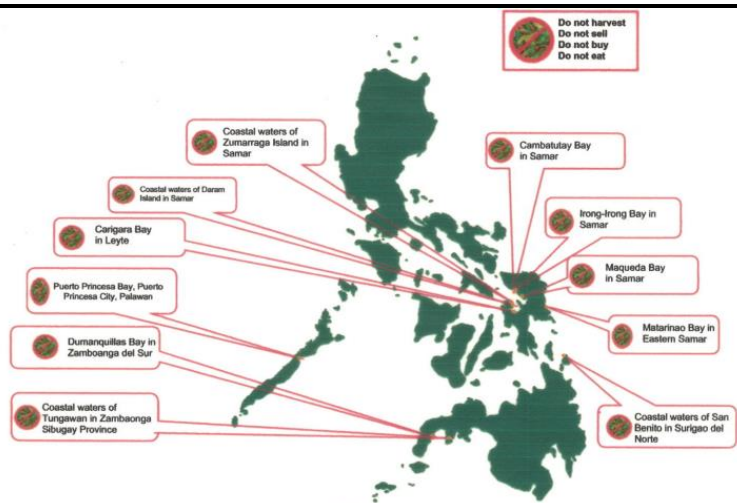 Do not harvest
Do not sell
Do not buy
Do not eat
Coastal waters of
Zumarraga Island in
Samar
Cambatutay Bay
in Samar
Coastal waters of Daram
Island in Samar
Irong-Irong Bay in
Samar
Carigara Bay
in Leyte
Maqueda Bay
in Samar
Puerto Princesa Bay, Puerto
Princesa City, Palawan
Matarinao Bay in
Eastern Samar
Dumanquillas Bay in
Zamboanga del Sur
Coastal waters of
Tungawan in Zambaonga
Sibugay Province
Coastal waters of San
Benito in Surigao del
Norte